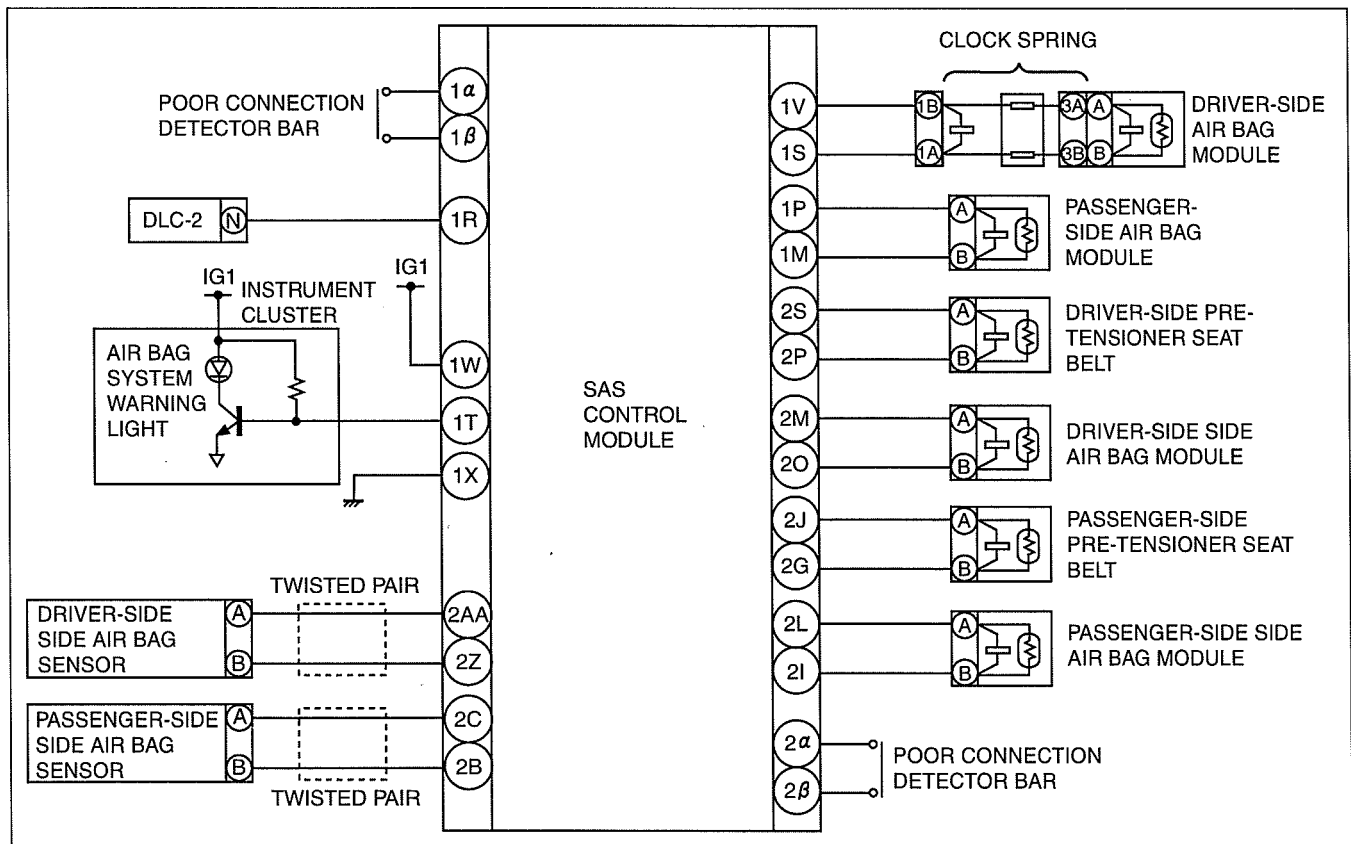 POOR CONNECTION
DETECTOR BAR
1α
1β
DLC-2
N
1R
IG1
INSTRUMENT
CLUSTER
IG1
AIR BAG
SYSTEM
WARNING
LIGHT
1W
1T
1X
TWISTED PAIR
DRIVER-SIDE
SIDE AIR BAG
SENSOR
A
B
2AA
2Z
PASSENGER-SIDE
SIDE AIR BAG
SENSOR
A
B
2C
2B
TWISTED PAIR
SAS
CONTROL
MODULE
CLOCK SPRING
1V
1S
1B
1A
3A
3B
A
B
DRIVER-SIDE
AIR BAG
MODULE
1P
1M
A
B
PASSENGER-
SIDE AIR BAG
MODULE
2S
2P
A
B
DRIVER-SIDE PRE-
TENSIONER SEAT
BELT
2M
2O
A
B
DRIVER-SIDE SIDE
AIR BAG MODULE
2J
2G
A
B
PASSENGER-SIDE
PRE-TENSIONER SEAT
BELT
2L
2I
A
B
PASSENGER-SIDE SIDE
AIR BAG MODULE
2α
2β
POOR CONNECTION
DETECTOR BAR